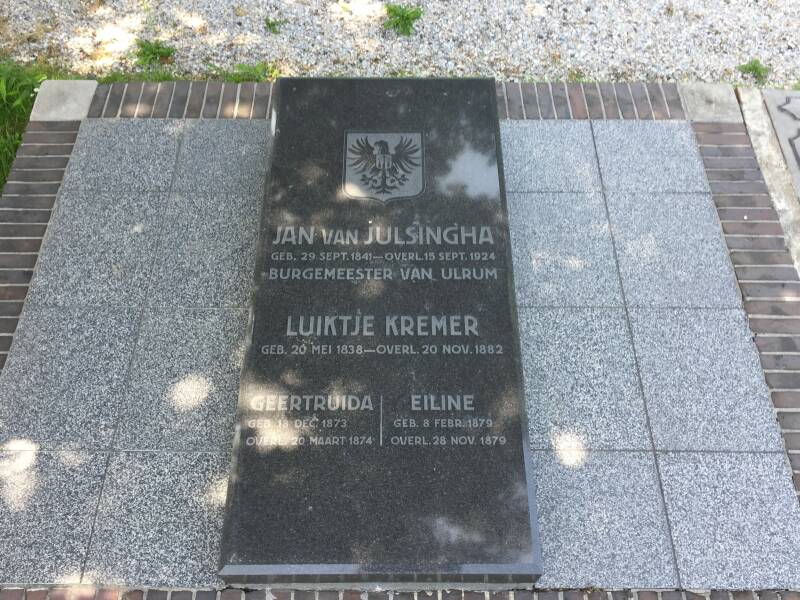 JAN VAN JULSINGHA
GEB. 29 SEPT. 1841—OVERL. 15 SEPT. 1924
BURGEMEESTER VAN ULRUM
LUIKTJE KREMER
GEB. 20 MEI 1838—OVERL. 20 NOV. 1882
GEERTRUIDA
GEB. 18 DEC. 1873
OVERL. 20 MAART 1874
EILINE
GEB. 8 FEBR. 1879
OVERL. 28 NOV. 1879